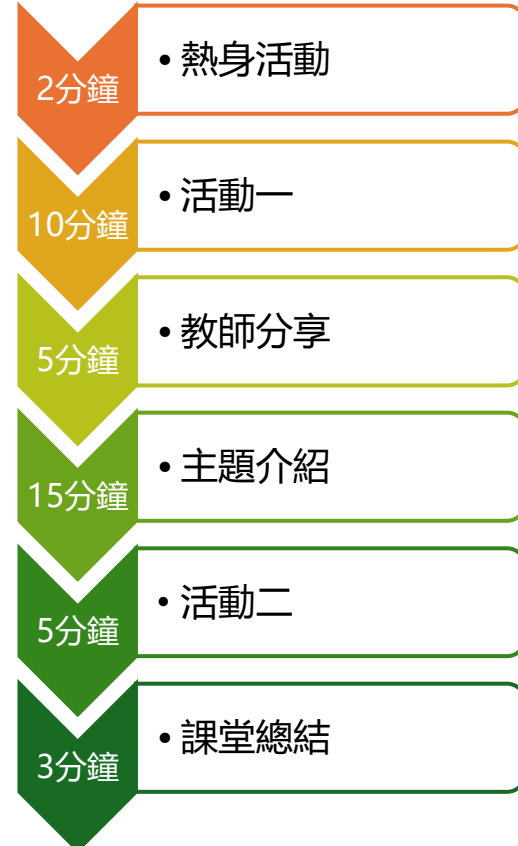 2分鐘
• 熱身活動
10分鐘
• 活動一
5分鐘
• 教師分享
15分鐘
• 主題介紹
5分鐘
• 活動二
3分鐘
• 課堂總結